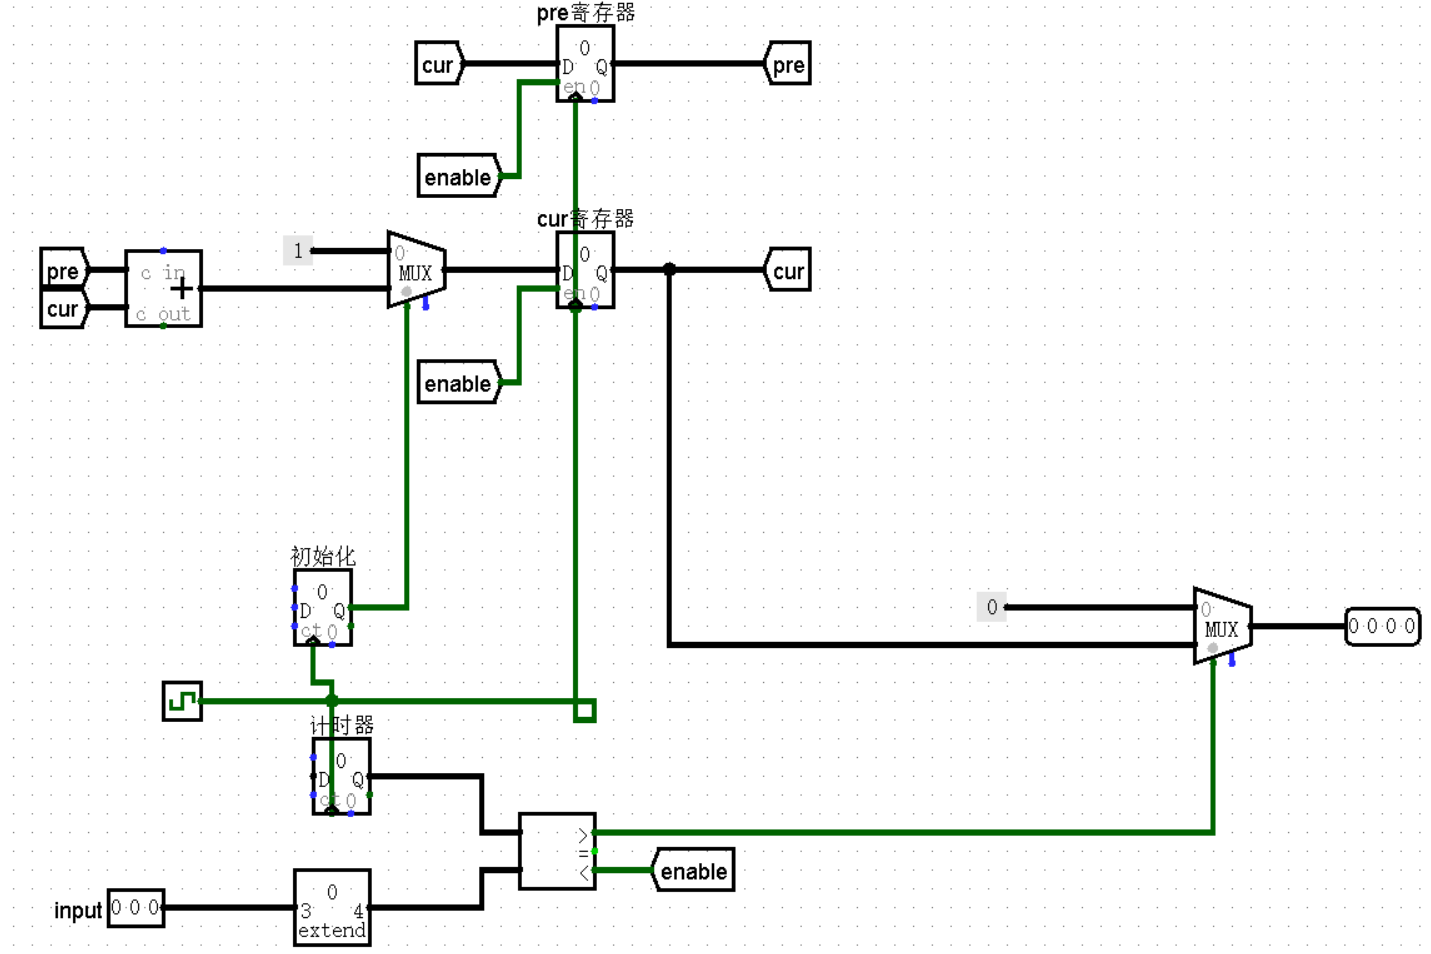 pre寄存器
0
cur
D Q
pre
en 0
enable
cur寄存器
1
0
0
pre
c in
MUX
D Q
cur
+
en 0
cur
c out
enable
初始化
0
0
0
D Q
MUX
0 0 0 0
ct 0
计时器
0
D Q
ct 0
>
=
<
enable
0
input
0 0 0
3 4
extend